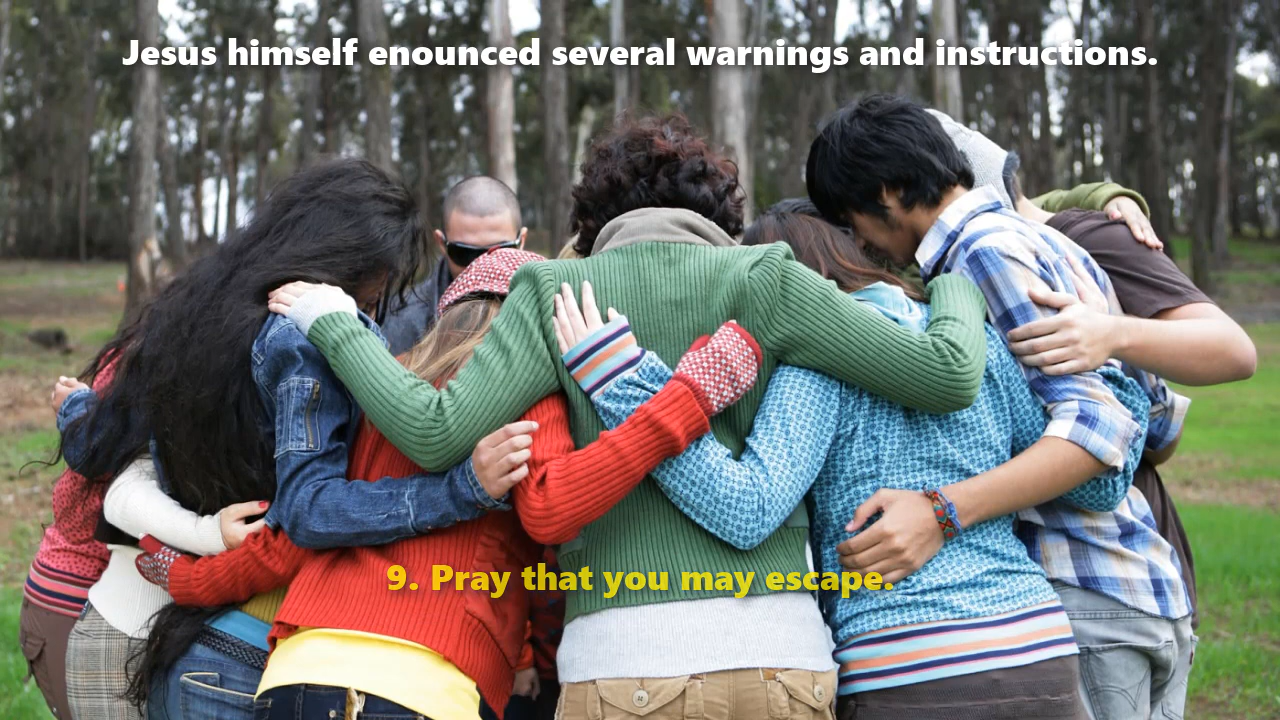 Jesus himself enounced several warnings and instructions.
9. Pray that you may escape.